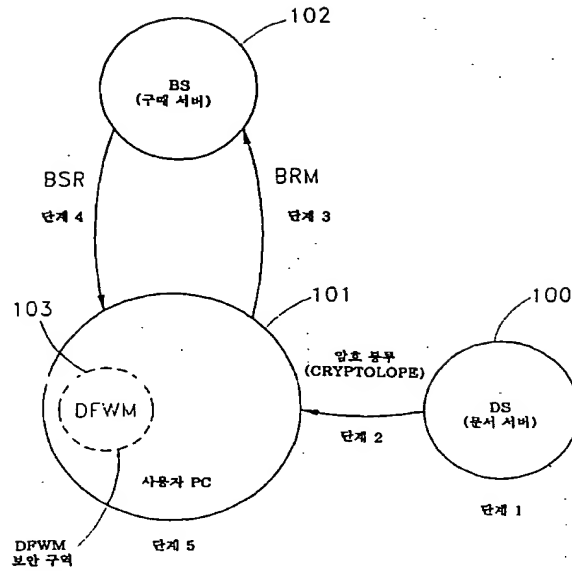 102
BS
(구매 서버)
BSR
단계 4
BRM
단계 3
103
101
100
DFWM
암호 봉투
(CRYPTOLOPE)
단계 2
DS
(문서 서버)
사용자 PC
단계 1
DFWM
보안 구역
단계 5